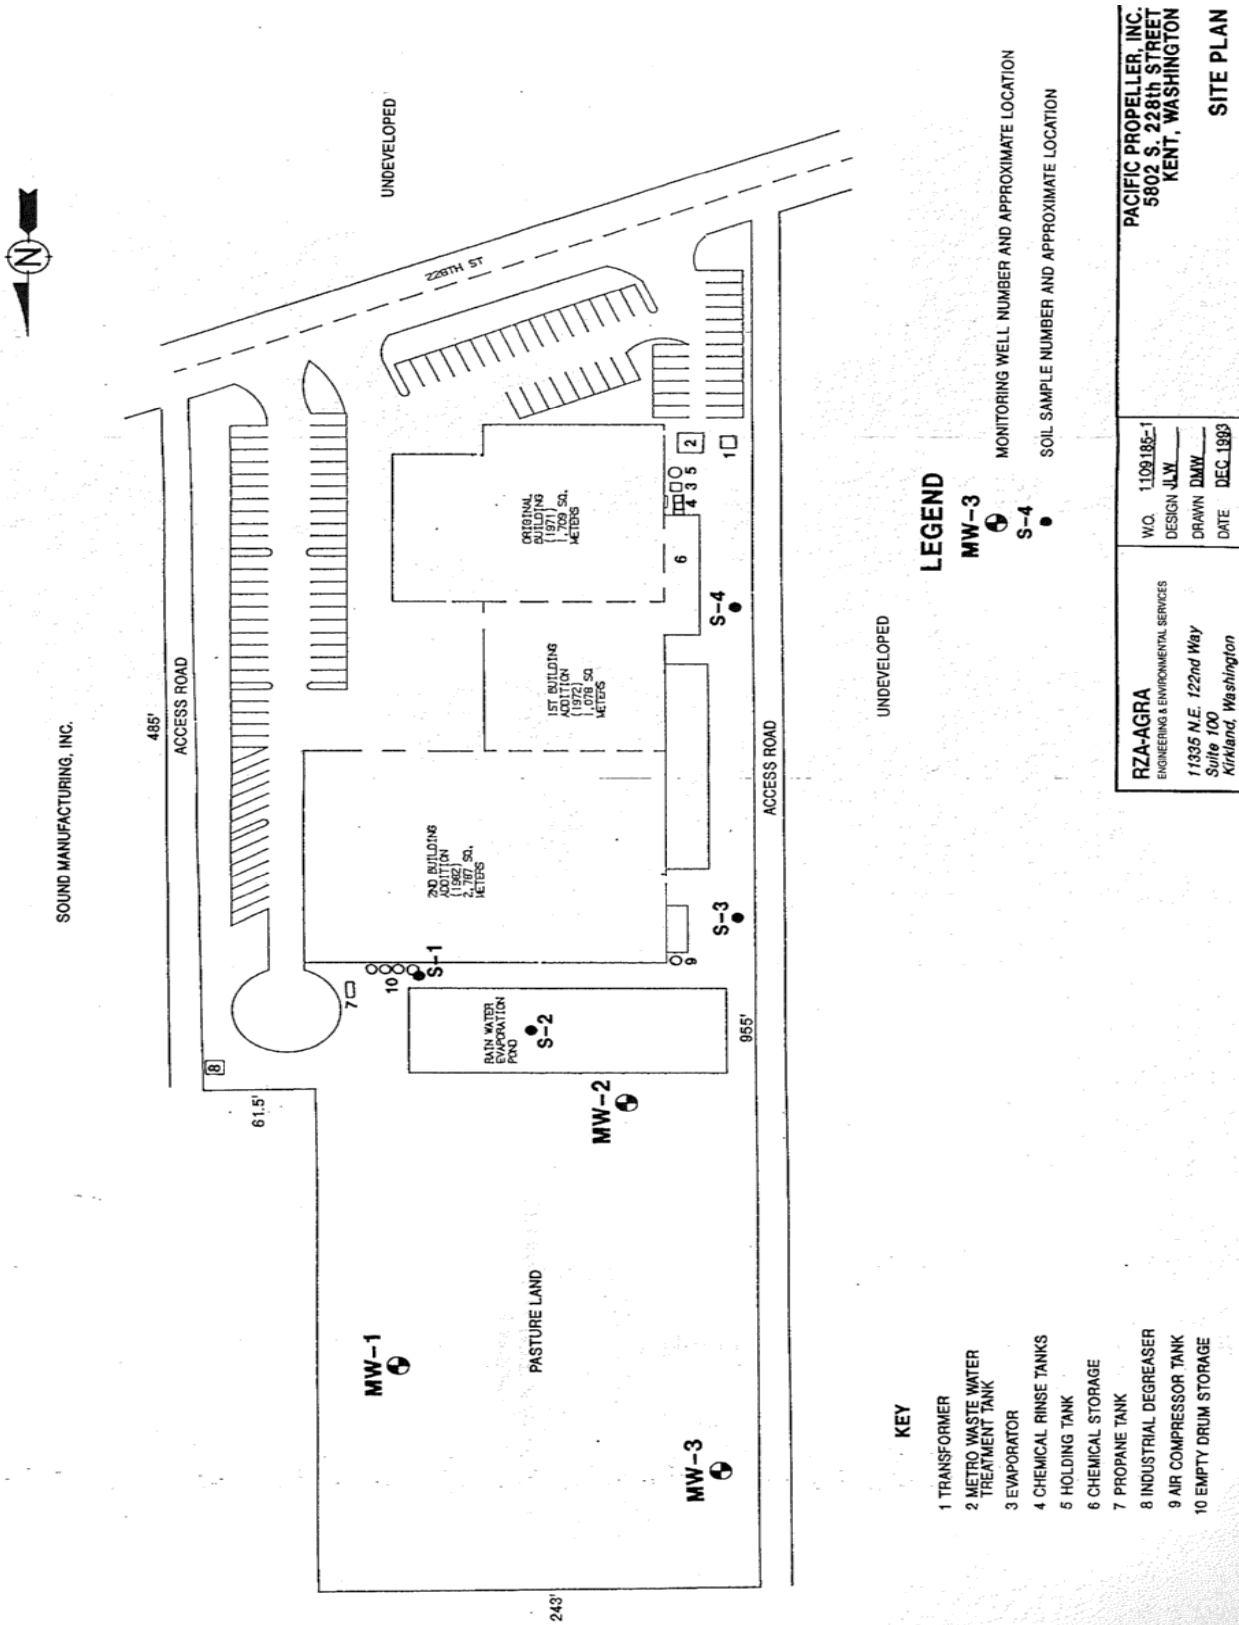 N
SOUND MANUFACTURING, INC.
UNDEVELOPED
228TH ST
485'
ACCESS ROAD
61.5'
8
7
10
S-1
2ND BUILDING
ADDITION
(1982)
2,787 SQ.
METERS
1ST BUILDING
ADDITION
(1972)
1,078 SQ
METERS
ORIGINAL
BUILDING
(1971)
1,709 SQ.
METERS
RAIN WATER
EVAPORATION
POND
S-2
MW-2
MW-1
PASTURE LAND
MW-3
243'
9
S-3
S-4
6
4
3
5
2
1
955'
ACCESS ROAD
UNDEVELOPED
KEY
1 TRANSFORMER
2 METRO WASTE WATER
TREATMENT TANK
3 EVAPORATOR
4 CHEMICAL RINSE TANKS
5 HOLDING TANK
6 CHEMICAL STORAGE
7 PROPANE TANK
8 INDUSTRIAL DEGREASER
9 AIR COMPRESSOR TANK
10 EMPTY DRUM STORAGE
LEGEND
MW-3 MONITORING WELL NUMBER AND APPROXIMATE LOCATION
S-4 SOIL SAMPLE NUMBER AND APPROXIMATE LOCATION
RZA-AGRA
ENGINEERING & ENVIRONMENTAL SERVICES
11335 N.E. 122nd Way
Suite 100
Kirkland, Washington
W.O. 1109185-1
DESIGN JLW
DRAWN DMW
DATE DEC 1993
PACIFIC PROPELLER, INC.
5802 S. 228th STREET
KENT, WASHINGTON
SITE PLAN